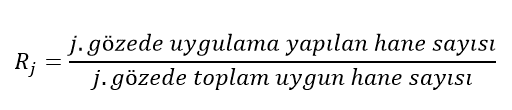 R_j = j. gözede uygulama yapılan hane sayısı
j. gözede toplam uygun hane sayısı